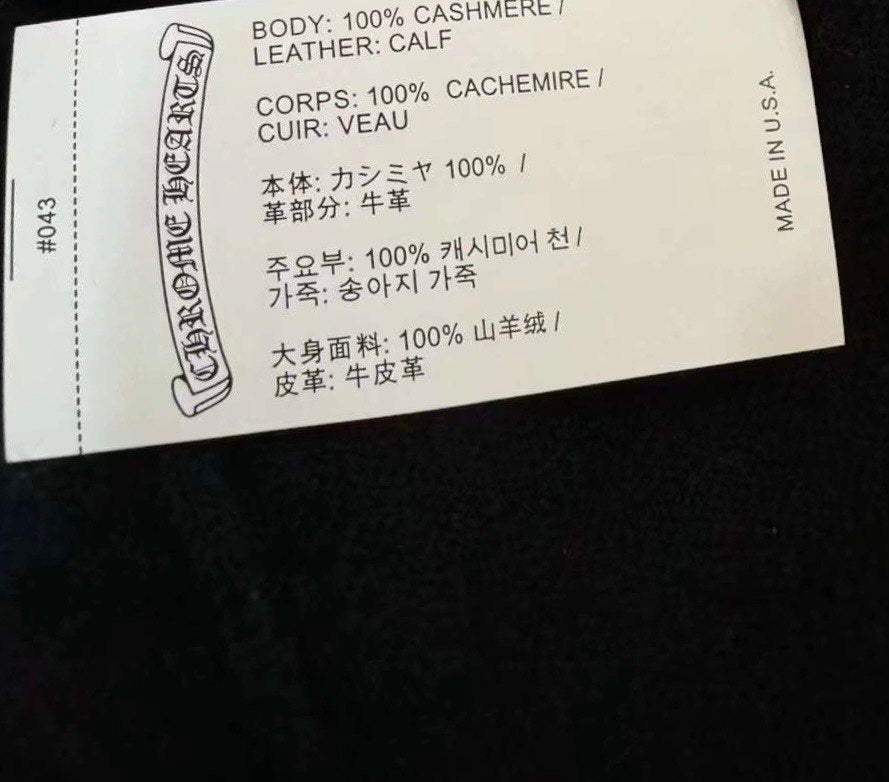 #043
CHROME HEARTS
BODY: 100% CASHMERE /
LEATHER: CALF
CORPS: 100% CACHEMIRE /
CUIR: VEAU
本体: カシミヤ 100% /
革部分: 牛革
주요부: 100% 캐시미어 천 /
가죽: 송아지 가죽
大身面料: 100% 山羊绒 /
皮革: 牛皮革
MADE IN U.S.A.